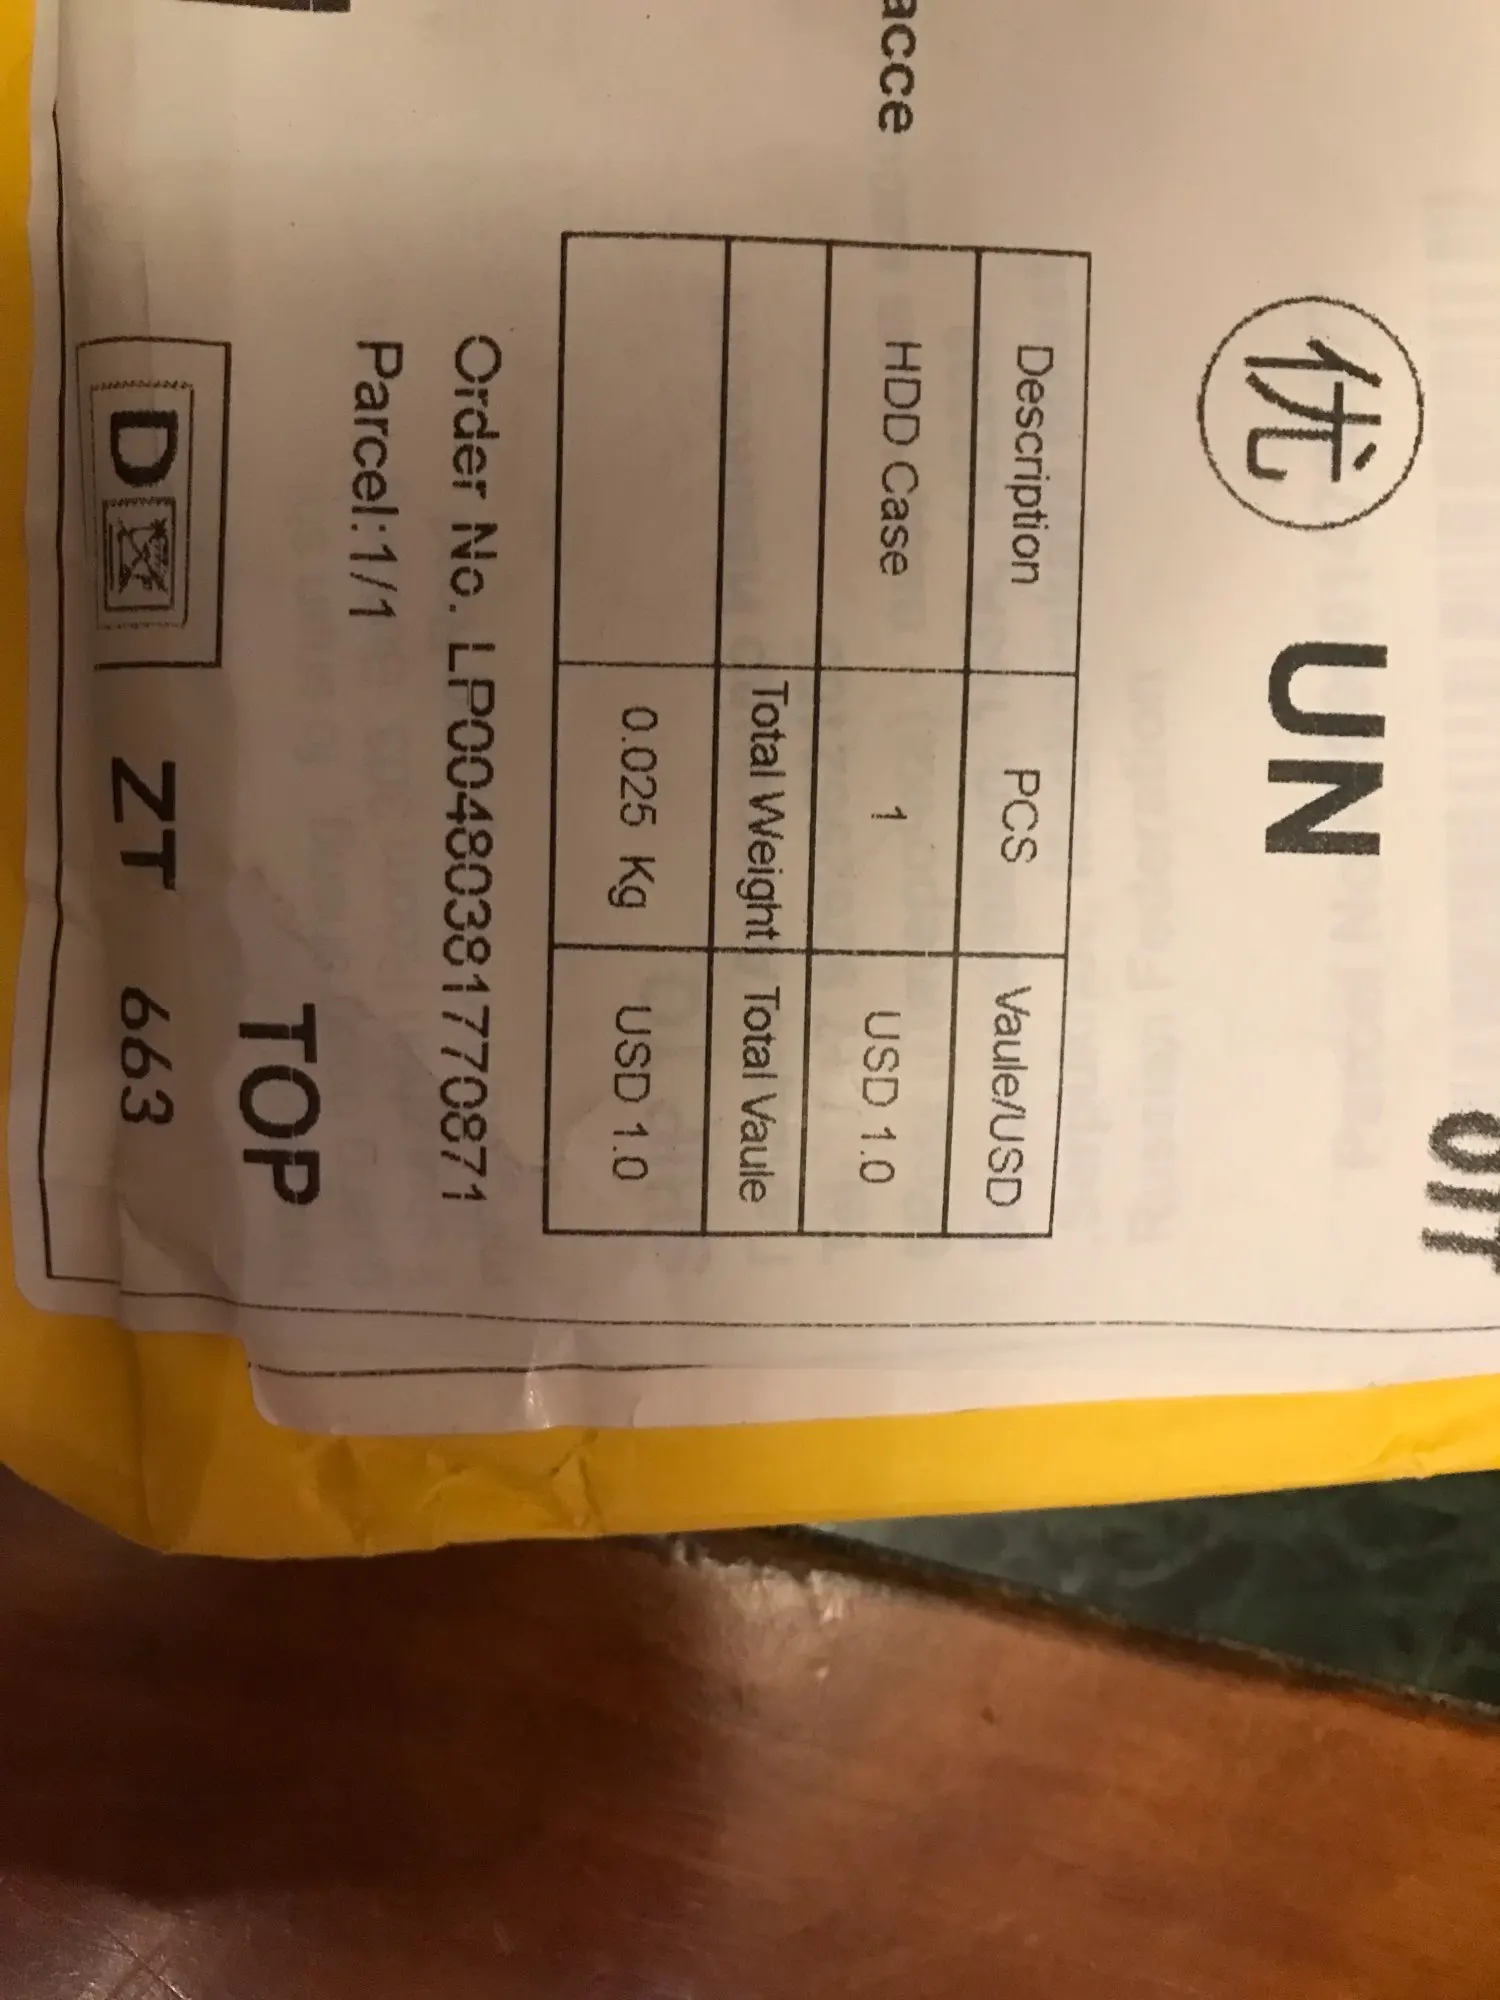 优 UN
Description PCS Vaule/USD
HDD Case 1 USD 1.0
Total Weight Total Vaule
0.025 Kg USD 1.0
acce
Order No. LP00480381770871
Parcel:1/1
TOP
D ZT 663